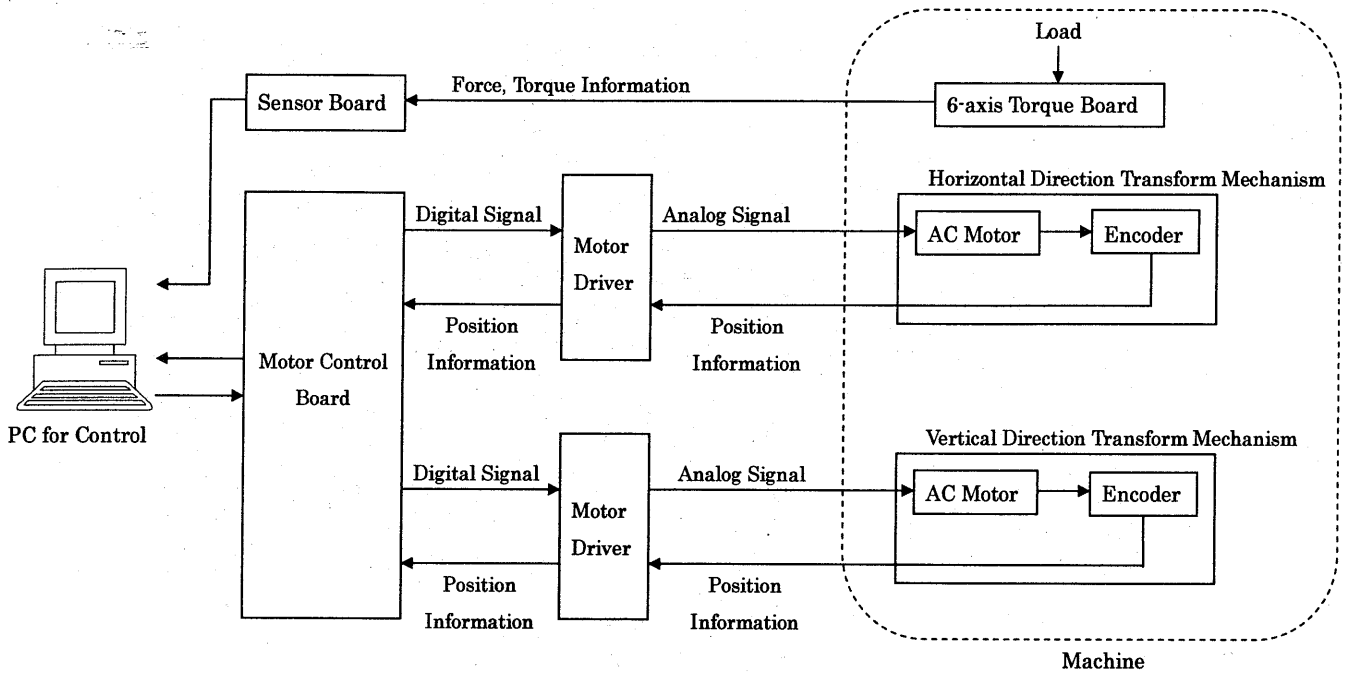 Load
Sensor Board
Force, Torque Information
6-axis Torque Board
Horizontal Direction Transform Mechanism
Digital Signal
Analog Signal
AC Motor
Encoder
Motor
Driver
Position
Information
Position
Information
Motor Control
Board
PC for Control
Vertical Direction Transform Mechanism
Digital Signal
Analog Signal
AC Motor
Encoder
Motor
Driver
Position
Information
Position
Information
Machine